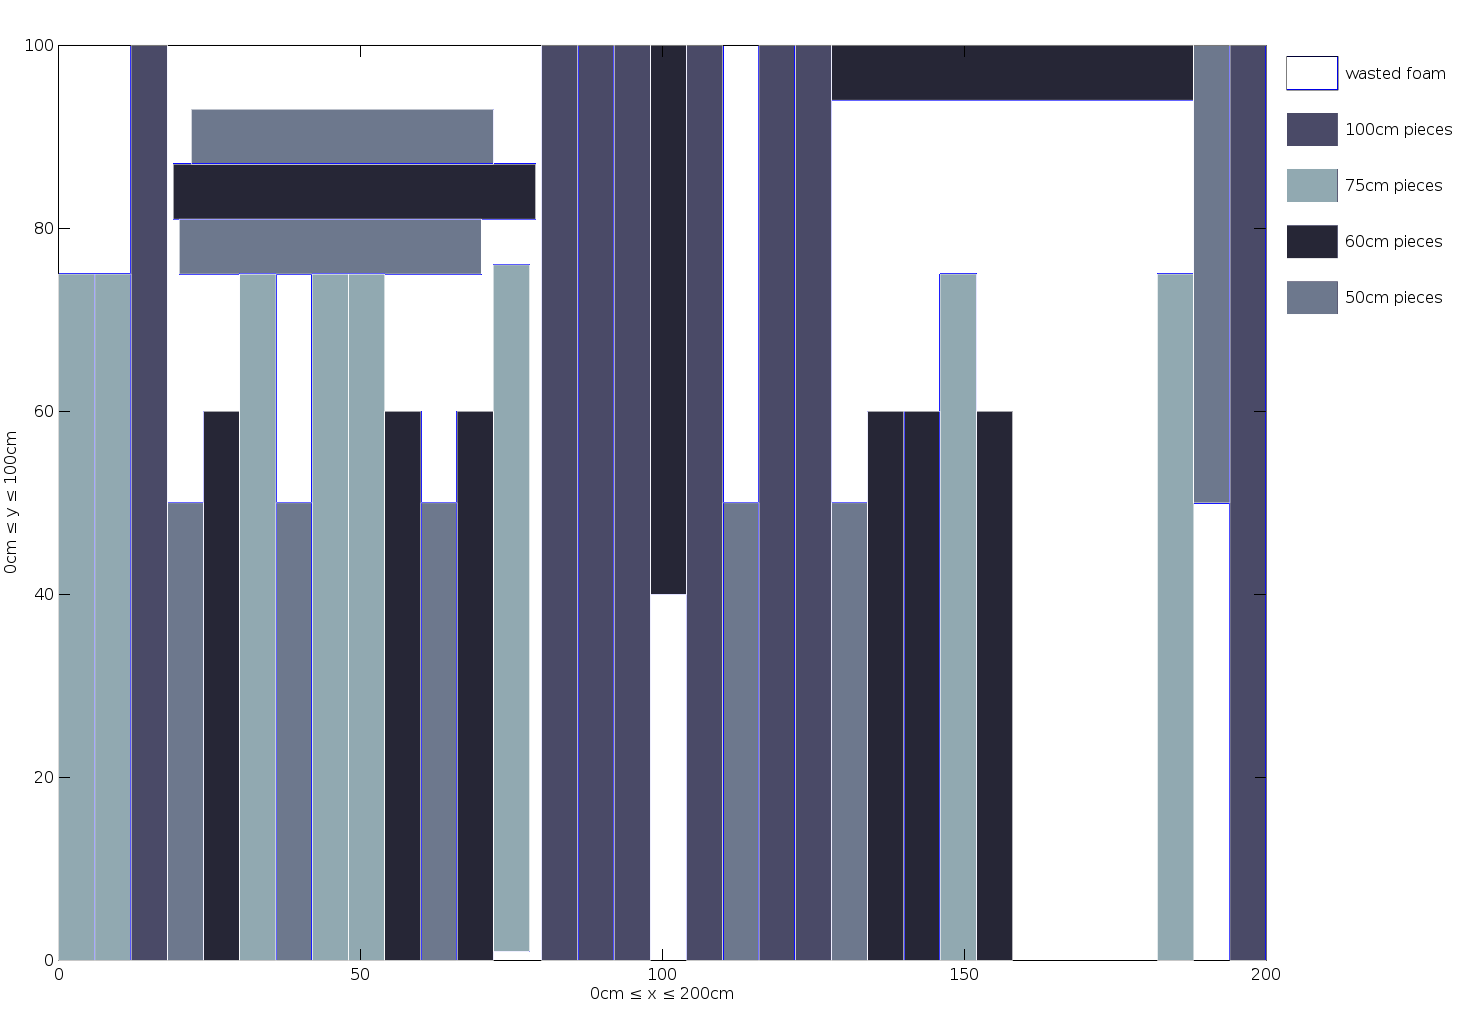 100
80
60
40
20
0
0cm ≤ y ≤ 100cm
0 50 100 150 200
0cm ≤ x ≤ 200cm
wasted foam
100cm pieces
75cm pieces
60cm pieces
50cm pieces